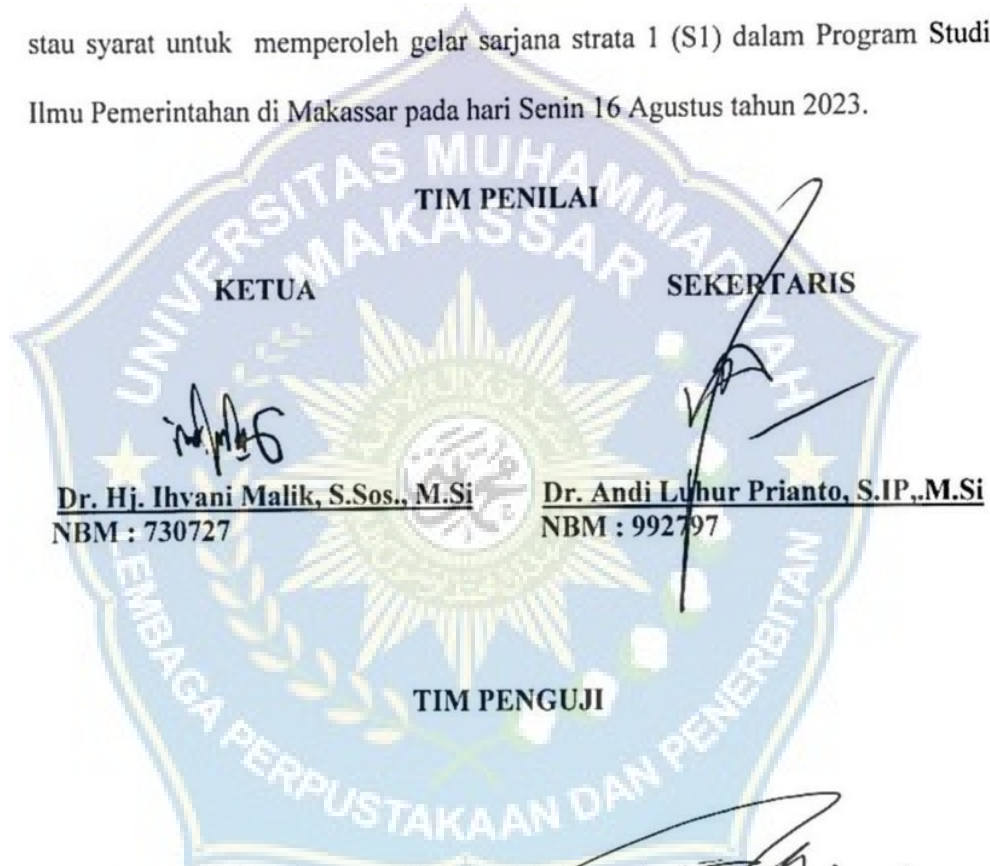 stau syarat untuk memperoleh gelar sarjana strata 1 (S1) dalam Program Studi
Ilmu Pemerintahan di Makassar pada hari Senin 16 Agustus tahun 2023.
UNIVERSITAS MUHAMMADIYAH
MAKASSAR
TIM PENILAI
KETUA SEKERTARIS
Dr. Hj. Ihvani Malik, S.Sos., M.Si Dr. Andi Luhur Prianto, S.IP,.M.Si
NBM : 730727 NBM : 992797
TIM PENGUJI
LEMBAGA PERPUSTAKAAN DAN PENERBITAN